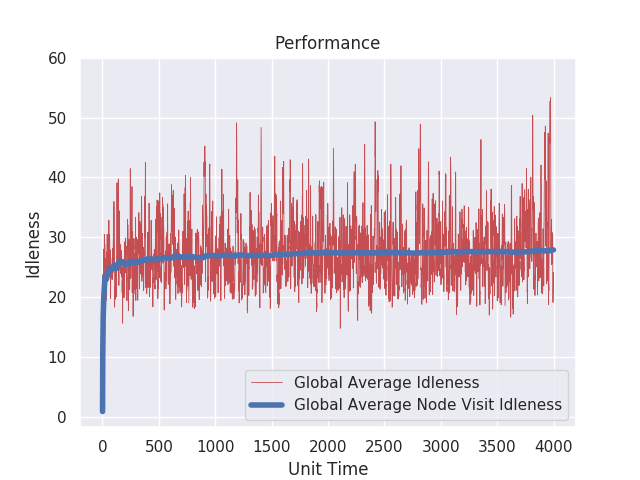 Performance
60
50
40
30
20
10
0
Idleness
Global Average Idleness
Global Average Node Visit Idleness
0 500 1000 1500 2000 2500 3000 3500 4000
Unit Time